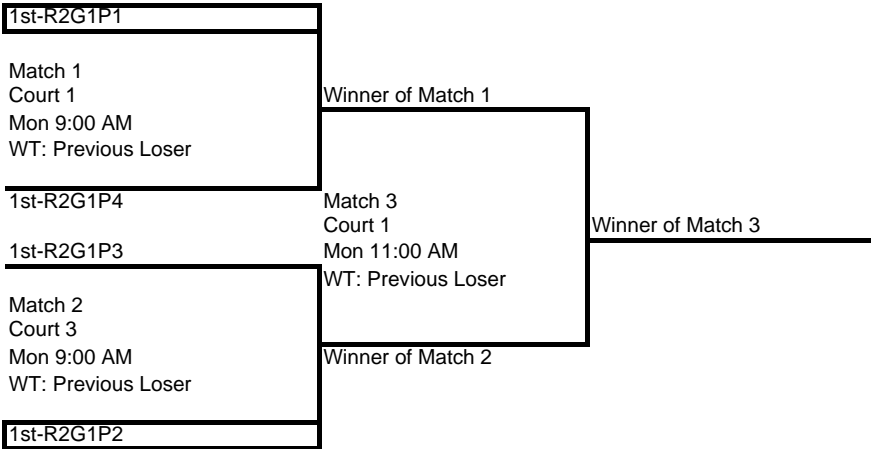 1st-R2G1P1
Match 1
Court 1
Mon 9:00 AM
WT: Previous Loser
1st-R2G1P4
1st-R2G1P3
Match 2
Court 3
Mon 9:00 AM
WT: Previous Loser
1st-R2G1P2
Winner of Match 1
Match 3
Court 1
Mon 11:00 AM
WT: Previous Loser
Winner of Match 2
Winner of Match 3